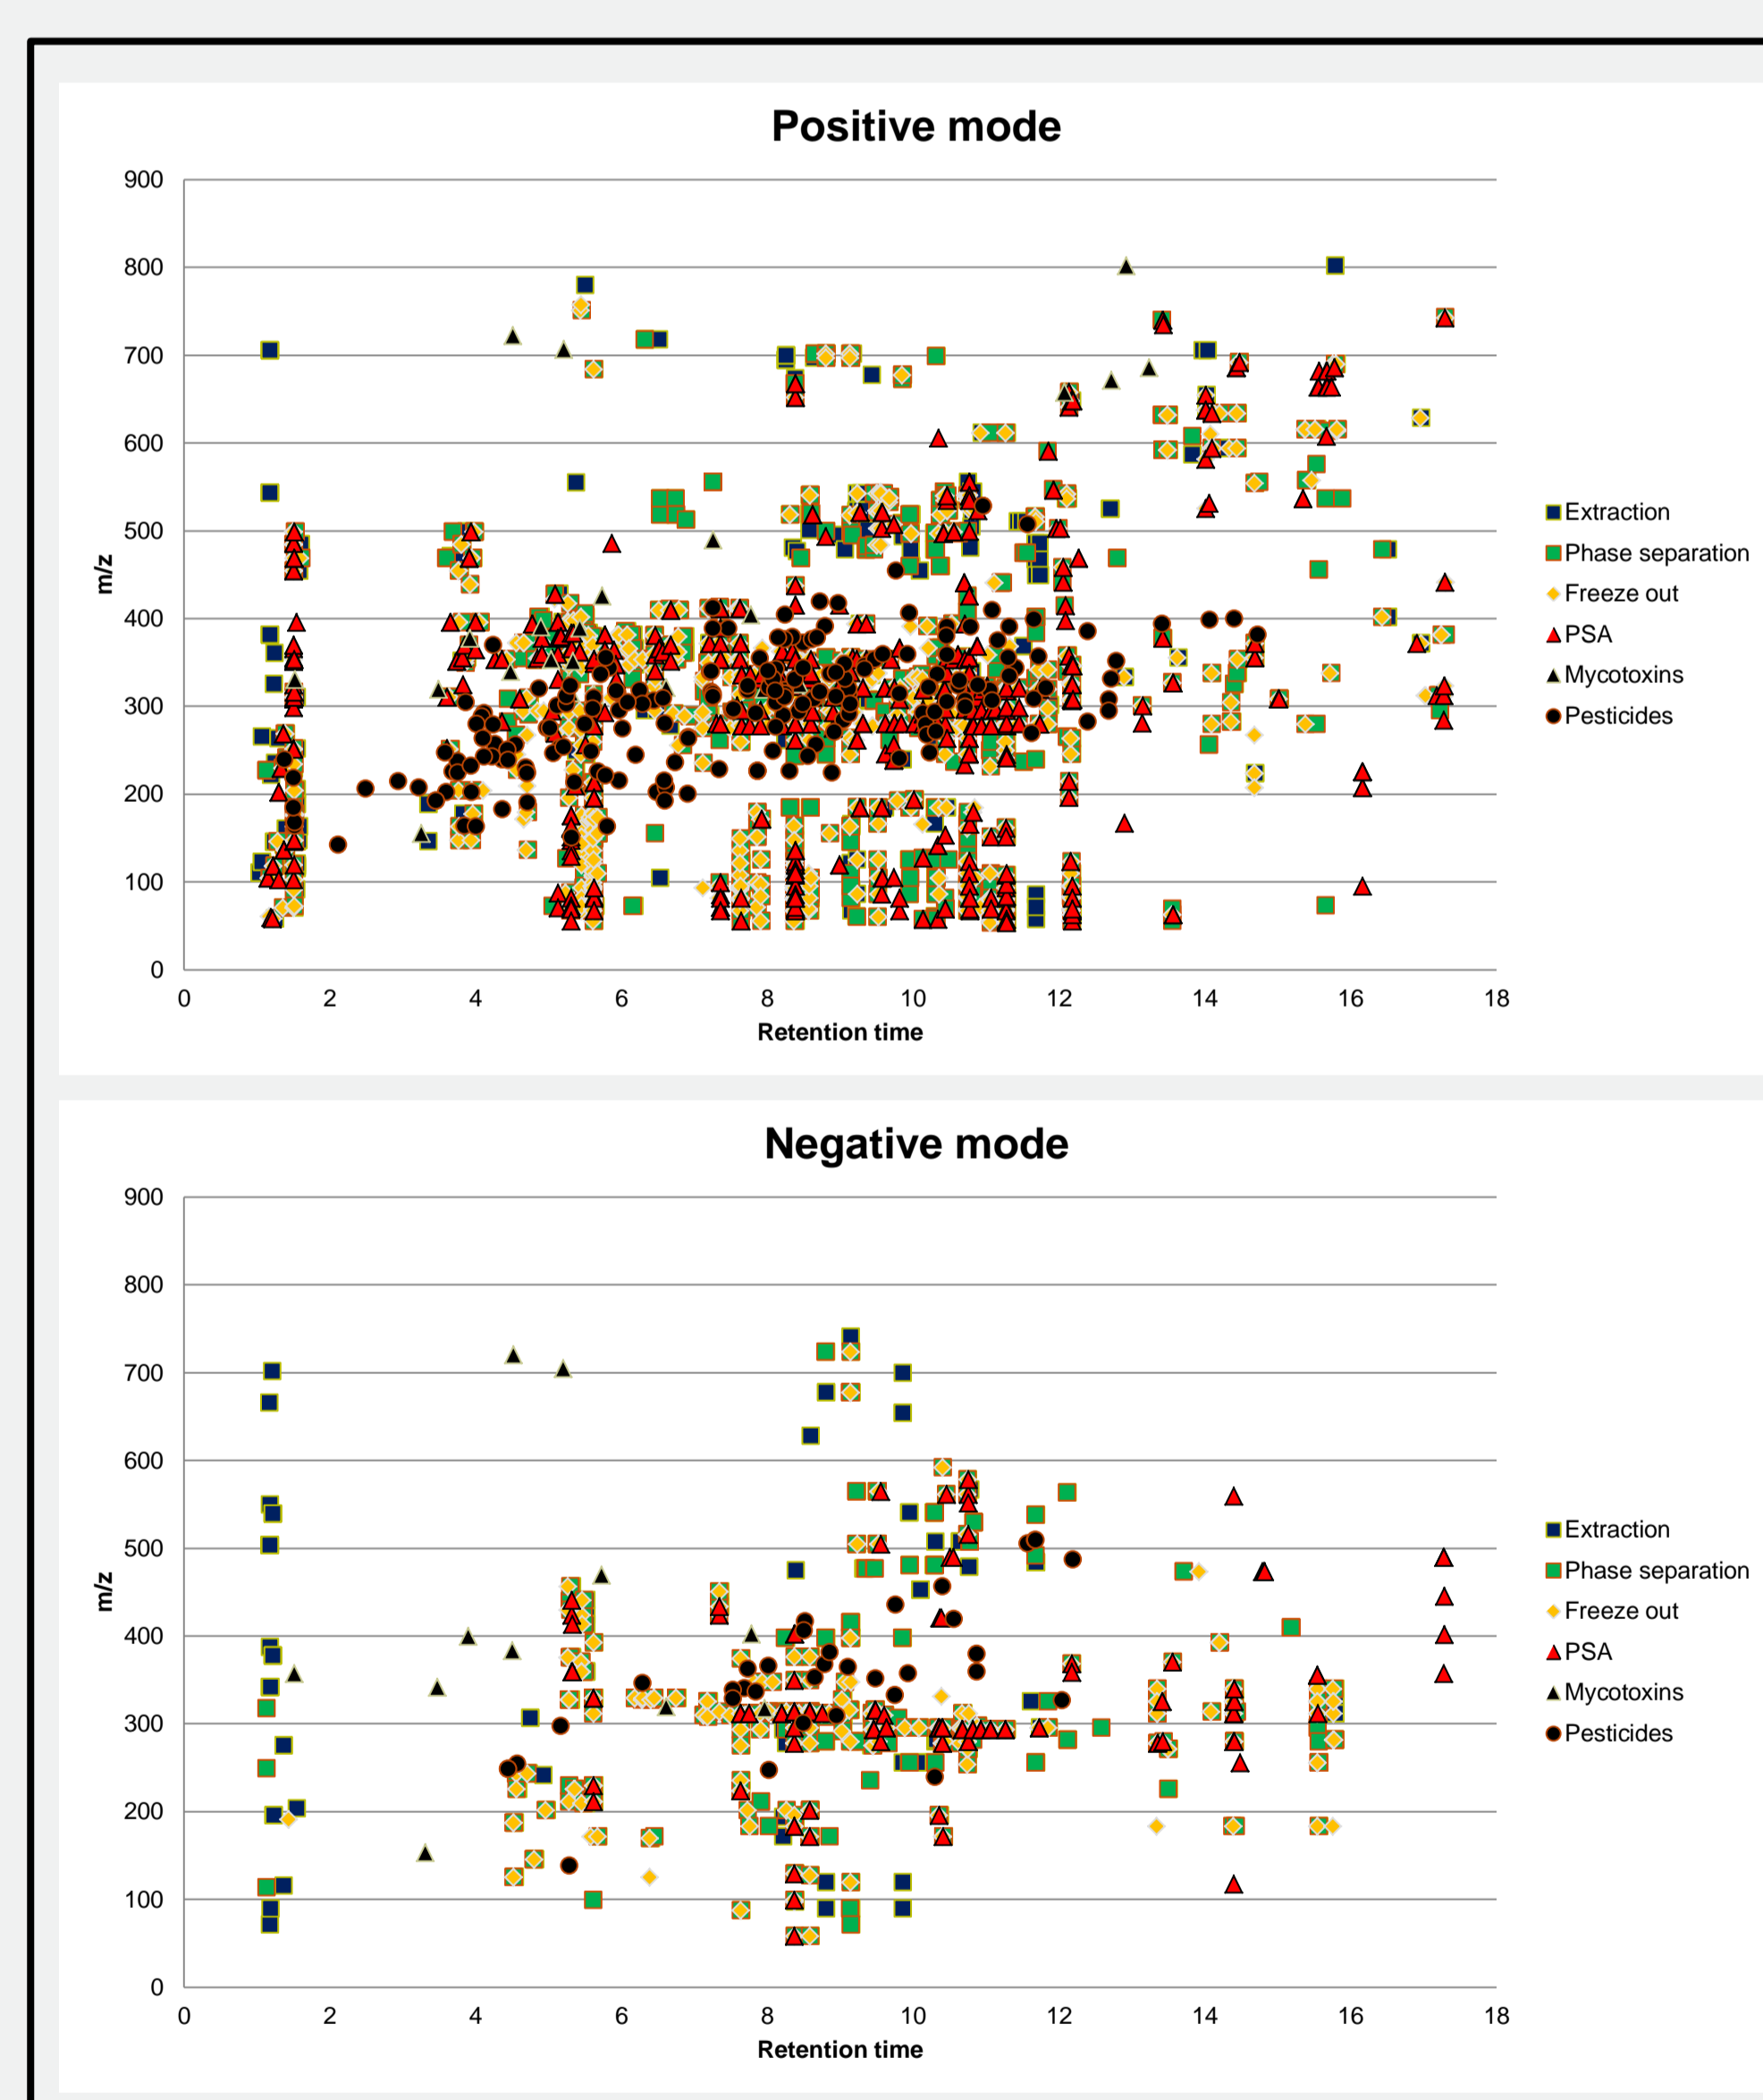 Positive mode
900
800
700
600
500
400
300
200
100
0
m/z
0 2 4 6 8 10 12 14 16 18
Retention time
Extraction
Phase separation
Freeze out
PSA
Mycotoxins
Pesticides
Negative mode
900
800
700
600
500
400
300
200
100
0
m/z
0 2 4 6 8 10 12 14 16 18
Retention time
Extraction
Phase separation
Freeze out
PSA
Mycotoxins
Pesticides